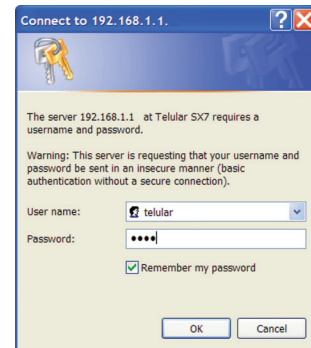 Connect to 192.168.1.1.
The server 192.168.1.1 at Telular SX7 requires a
username and password.
Warning: This server is requesting that your username and
password be sent in an insecure manner (basic
authentication without a secure connection).
User name:
telular
Password:
••••
Remember my password
OK
Cancel